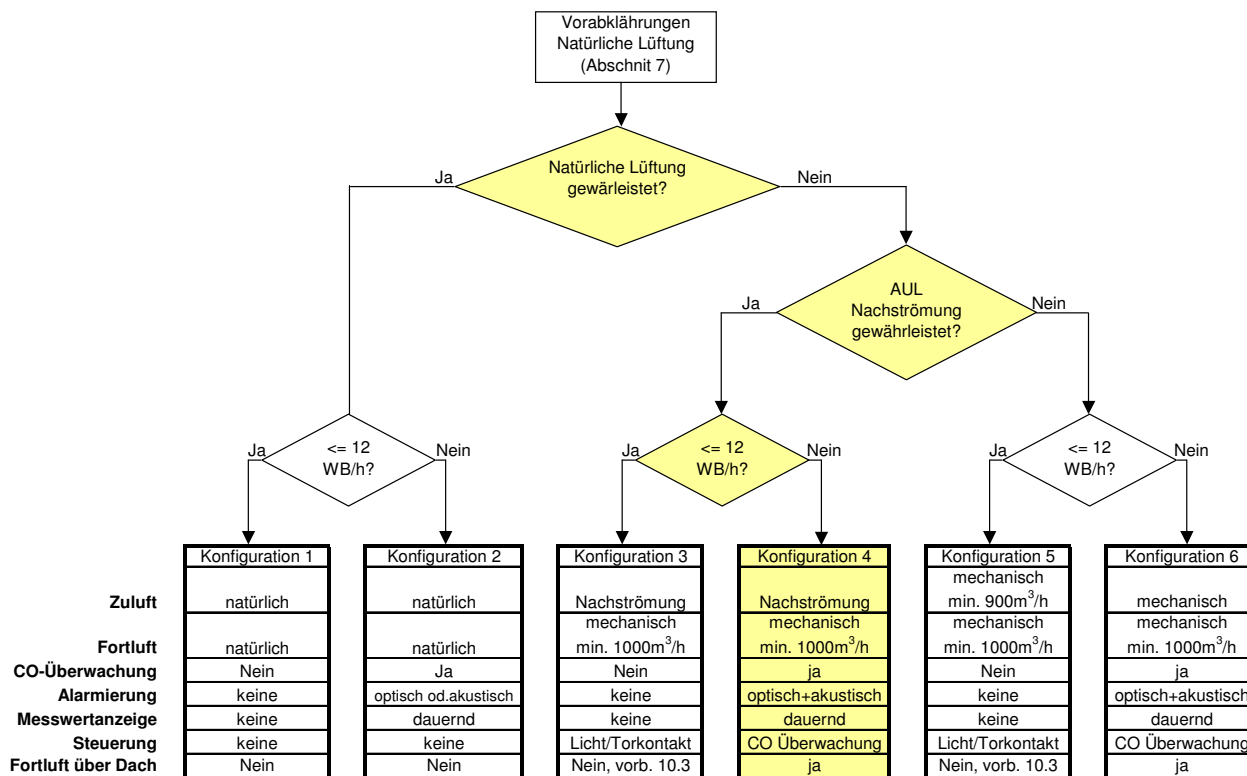 Vorabklährungen
Natürliche Lüftung
(Abschnit 7)
Natürliche Lüftung
gewärleistet?
Ja
Nein
AUL
Nachströmung
gewährleistet?
Ja
Nein
<= 12
WB/h?
Ja
Nein
<= 12
WB/h?
Ja
Nein
<= 12
WB/h?
Ja
Nein
Konfiguration 1 Konfiguration 2 Konfiguration 3 Konfiguration 4 Konfiguration 5 Konfiguration 6
mechanisch
Zuluft natürlich natürlich Nachströmung Nachströmung min. 900m³/h mechanisch
mechanisch mechanisch mechanisch mechanisch
Fortluft natürlich natürlich min. 1000m³/h min. 1000m³/h min. 1000m³/h min. 1000m³/h
CO-Überwachung Nein Ja Nein ja Nein ja
Alarmierung keine optisch od.akustisch keine optisch+akustisch keine optisch+akustisch
Messwertanzeige keine dauernd keine dauernd keine dauernd
Steuerung keine keine Licht/Torkontakt CO Überwachung Licht/Torkontakt CO Überwachung
Fortluft über Dach Nein Nein Nein, vorb. 10.3 ja Nein, vorb. 10.3 ja